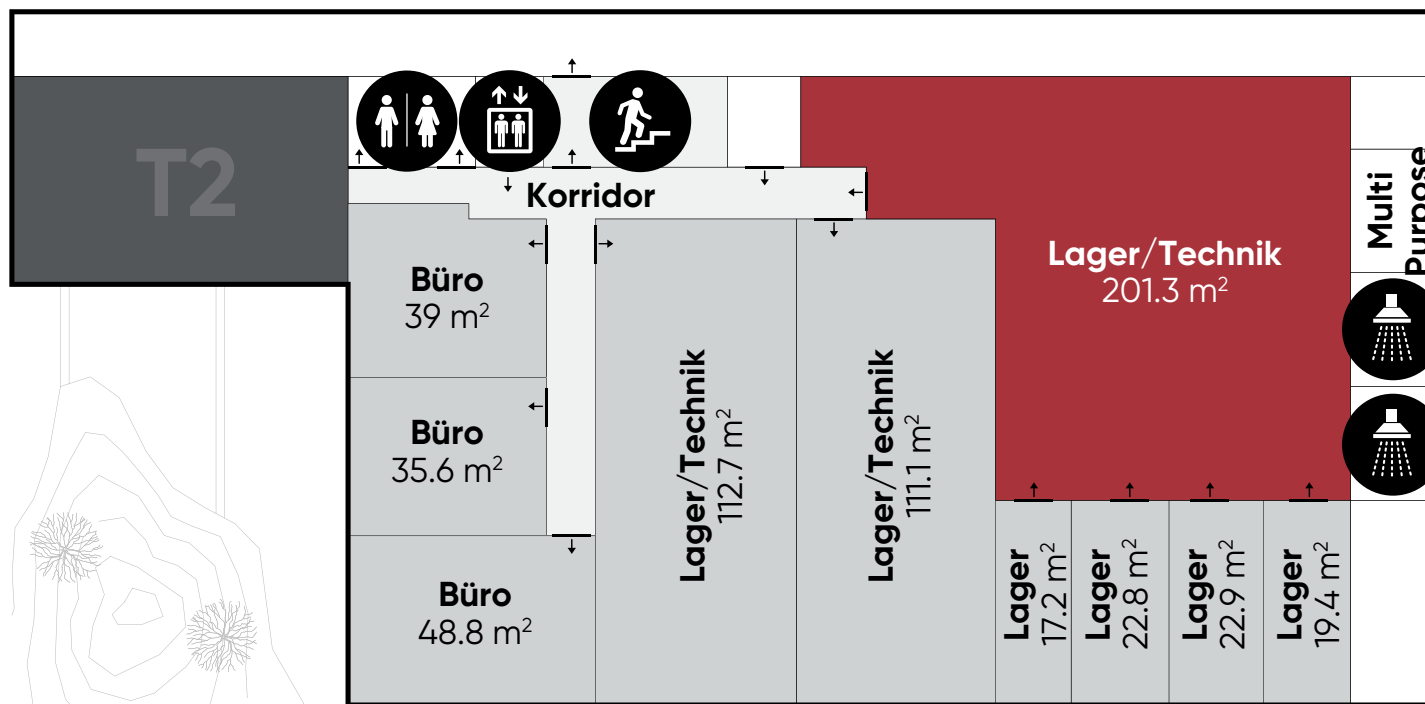 T2
Korridor
Büro
39 m²
Büro
35.6 m²
Büro
48.8 m²
Lager/Technik
112.7 m²
Lager/Technik
111.1 m²
Lager/Technik
201.3 m²
Lager
17.2 m²
Lager
22.8 m²
Lager
22.9 m²
Lager
19.4 m²
Multi
Purpose